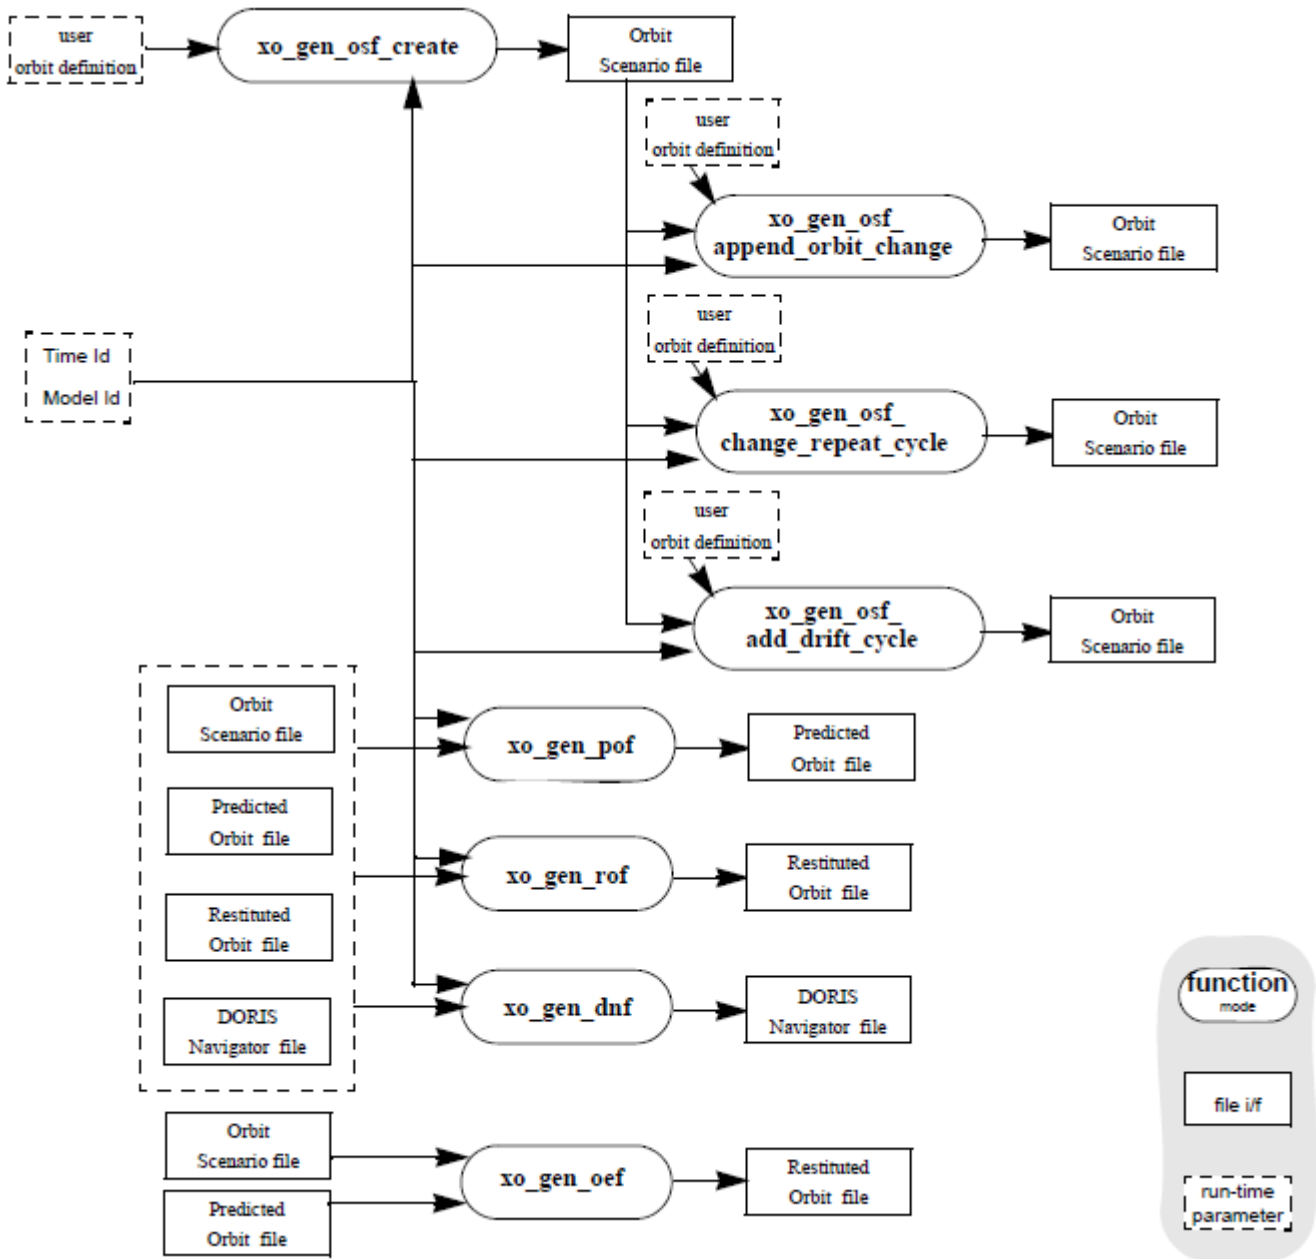 user
orbit definition
xo_gen_osf_create
Orbit
Scenario file
user
orbit definition
xo_gen_osf_
append_orbit_change
Orbit
Scenario file
user
orbit definition
Time Id
Model Id
xo_gen_osf_
change_repeat_cycle
Orbit
Scenario file
user
orbit definition
xo_gen_osf_
add_drift_cycle
Orbit
Scenario file
Orbit
Scenario file
xo_gen_pof
Predicted
Orbit file
Predicted
Orbit file
xo_gen_rof
Restituted
Orbit file
Restituted
Orbit file
DORIS
Navigator file
xo_gen_dnf
DORIS
Navigator file
Orbit
Scenario file
Predicted
Orbit file
xo_gen_oef
Restituted
Orbit file
function
mode
file i/f
run-time
parameter